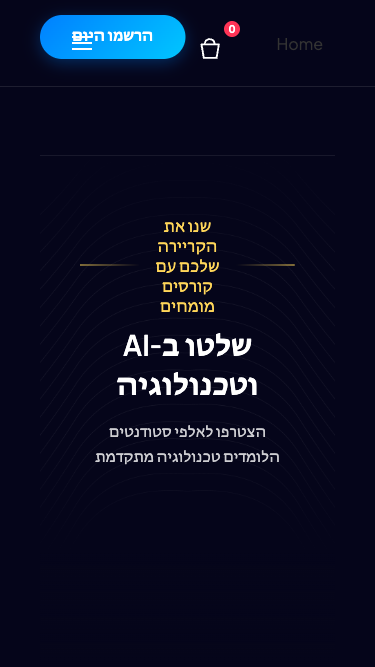 הרשמו היום
0
Home
שנו את
הקריירה
שלכם עם
קורסים
מומחים
שלטו ב-AI
וטכנולוגיה
הצטרפו לאלפי סטודנטים
הלומדים טכנולוגיה מתקדמת